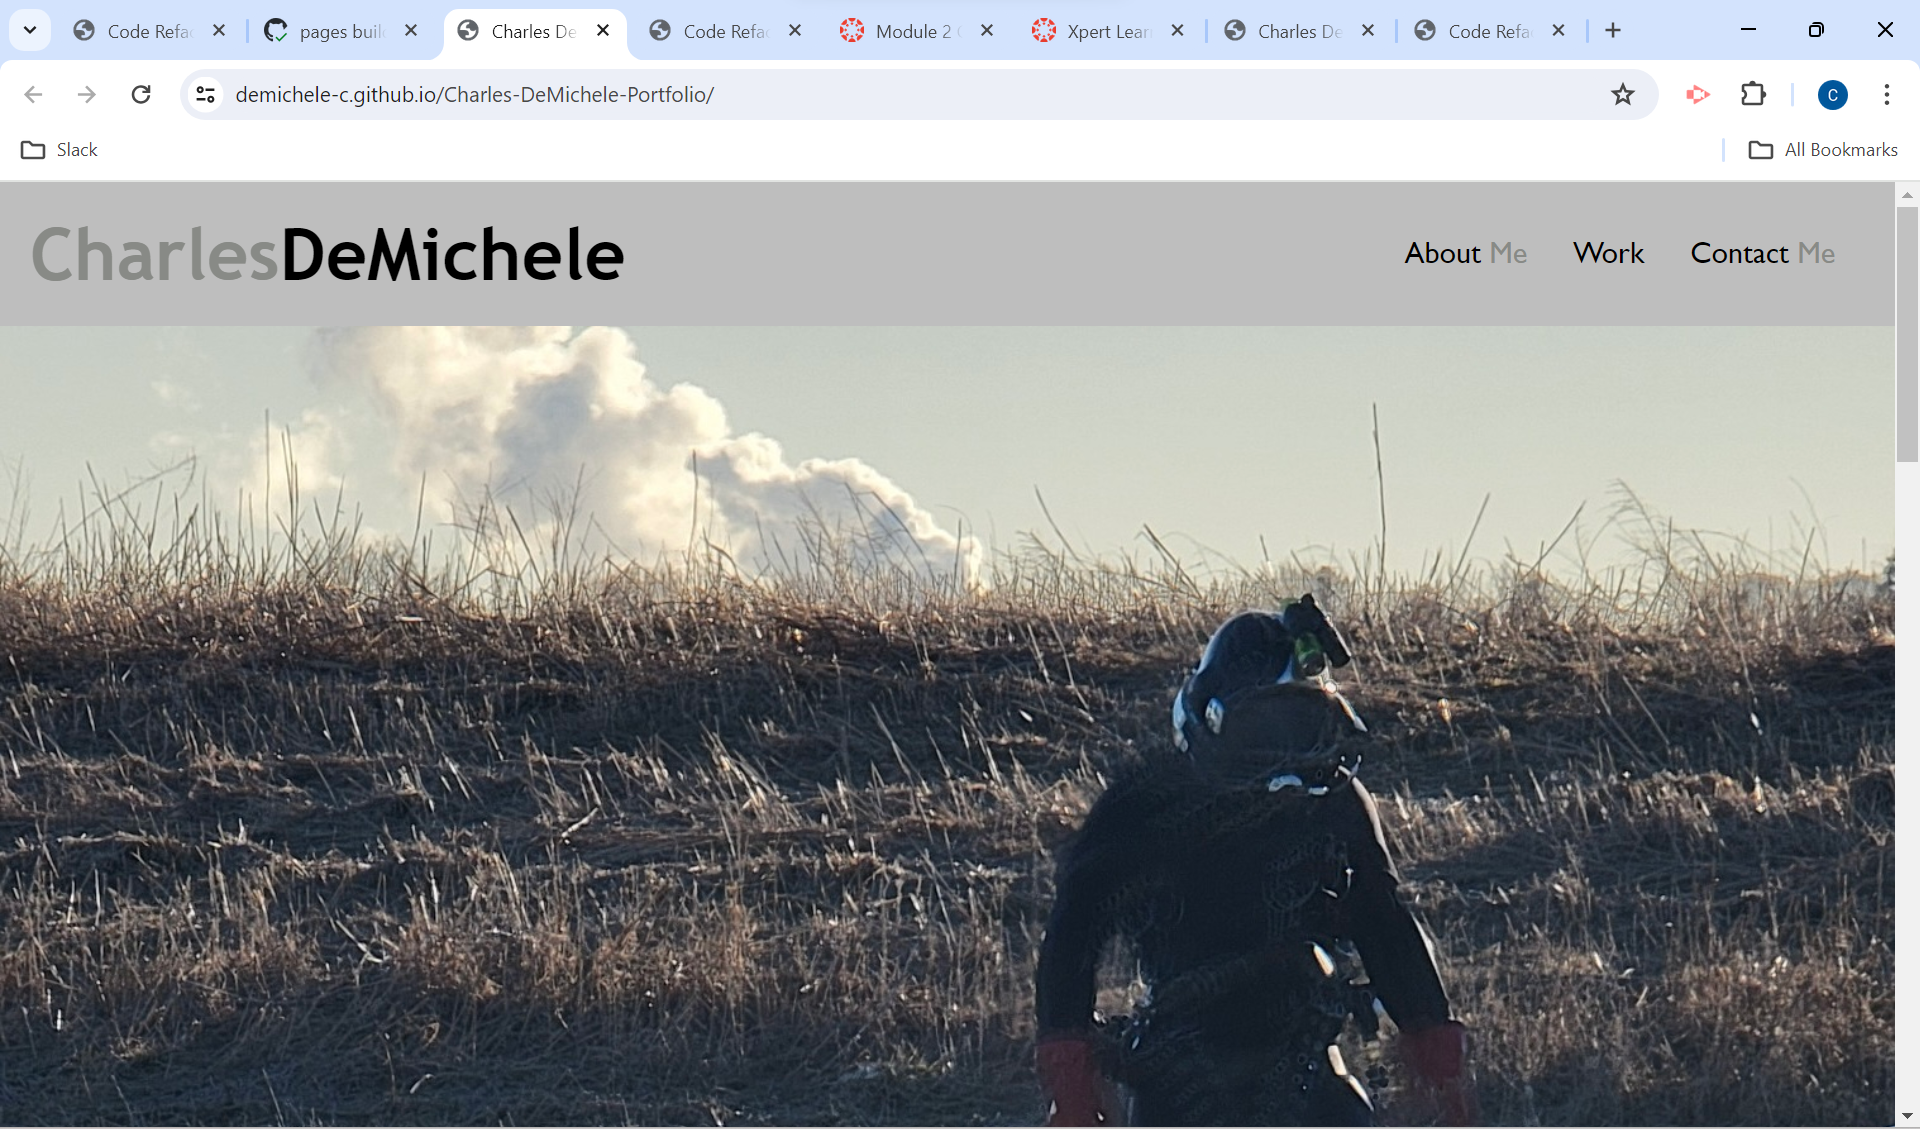 Code Refa
pages buil
Charles De
Code Refa
Module 2
Xpert Lear
Charles De
Code Refa
demichele-c.github.io/Charles-DeMichele-Portfolio/
C
Slack
All Bookmarks
CharlesDeMichele
About Me
Work
Contact Me